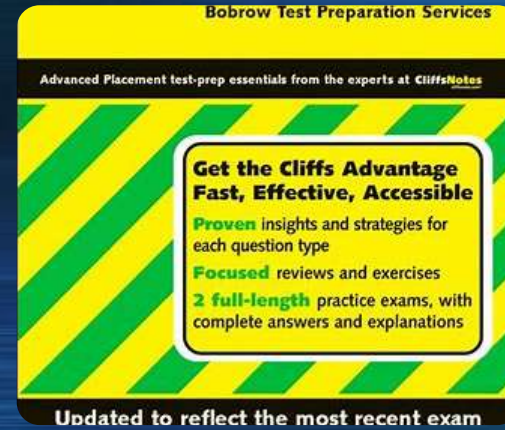 Bobrow Test Preparation Services
Advanced Placement test-prep essentials from the experts at CliffsNotes
Get the Cliffs Advantage
Fast, Effective, Accessible
Proven insights and strategies for
each question type
Focused reviews and exercises
2 full-length practice exams, with
complete answers and explanations
Updated to reflect the most recent exam